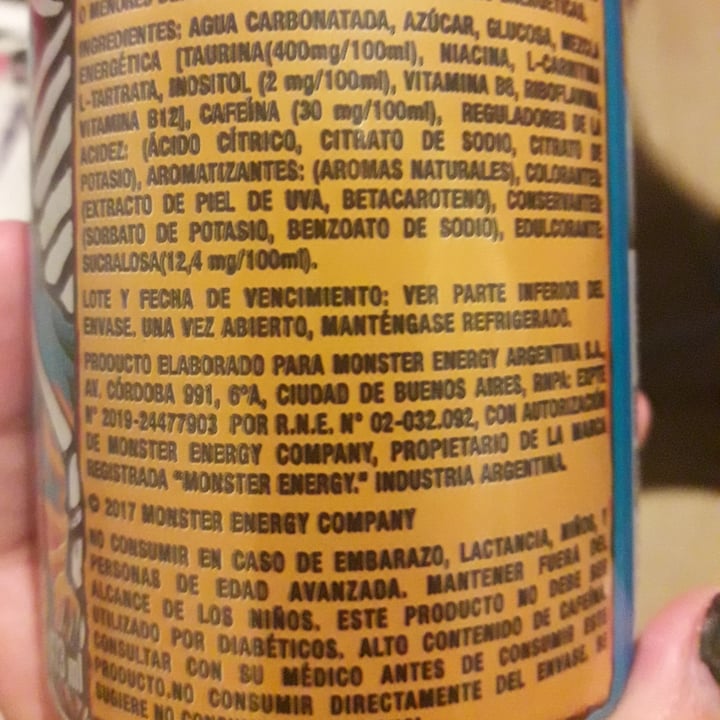 O MENORES DE ENERGÉTICAS.
INGREDIENTES: AGUA CARBONATADA, AZÚCAR, GLUCOSA, MEZCLA
ENERGÉTICA [TAURINA(400mg/100ml), NIACINA, L-CARNITINA
L-TARTRATA, INOSITOL (2 mg/100ml), VITAMINA B6, RIBOFLAVINA,
VITAMINA B12], CAFEÍNA (30 mg/100ml), REGULADORES DE LA
ACIDEZ: (ÁCIDO CÍTRICO, CITRATO DE SODIO, CITRATO DE
POTASIO), AROMATIZANTES: (AROMAS NATURALES), COLORANTES:
(EXTRACTO DE PIEL DE UVA, BETACAROTENO), CONSERVANTES:
(SORBATO DE POTASIO, BENZOATO DE SODIO), EDULCORANTE:
SUCRALOSA(12,4 mg/100ml).
LOTE Y FECHA DE VENCIMIENTO: VER PARTE INFERIOR DEL
ENVASE. UNA VEZ ABIERTO, MANTÉNGASE REFRIGERADO.
PRODUCTO ELABORADO PARA MONSTER ENERGY ARGENTINA S.A.
AV. CÓRDOBA 991, 6ºA, CIUDAD DE BUENOS AIRES, RNPA: EXPTE
Nº 2019-24477903 POR R.N.E. Nº 02-032.092, CON AUTORIZACIÓN
DE MONSTER ENERGY COMPANY, PROPIETARIO DE LA MARCA
REGISTRADA "MONSTER ENERGY." INDUSTRIA ARGENTINA.
© 2017 MONSTER ENERGY COMPANY
NO CONSUMIR EN CASO DE EMBARAZO, LACTANCIA, NIÑOS, Y
PERSONAS DE EDAD AVANZADA. MANTENER FUERA DEL
ALCANCE DE LOS NIÑOS. ESTE PRODUCTO NO DEBE SER
UTILIZADO POR DIABÉTICOS. ALTO CONTENIDO DE CAFEÍNA.
CONSULTAR CON SU MÉDICO ANTES DE CONSUMIR ESTE
PRODUCTO.NO CONSUMIR DIRECTAMENTE DEL ENVASE. SE
SUGIERE NO